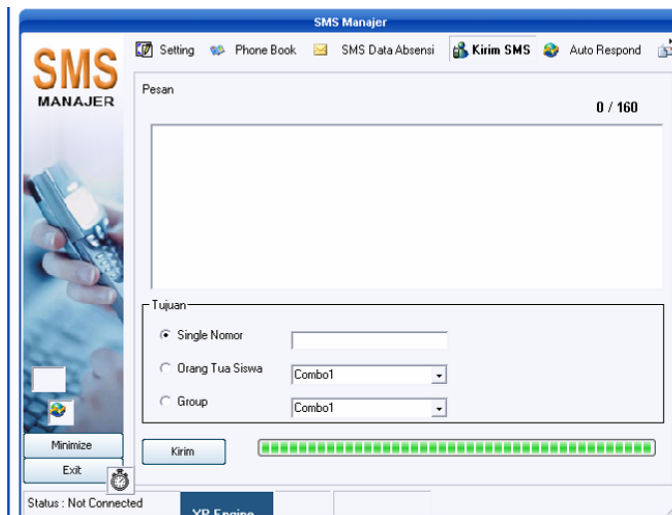 SMS Manajer
SMS
MANAJER
Setting Phone Book SMS Data Absensi Kirim SMS Auto Respond
Pesan
0 / 160
Tujuan
Single Nomor
Orang Tua Siswa Combo1
Group Combo1
Minimize
Kirim
Exit
Status : Not Connected
XP Engine